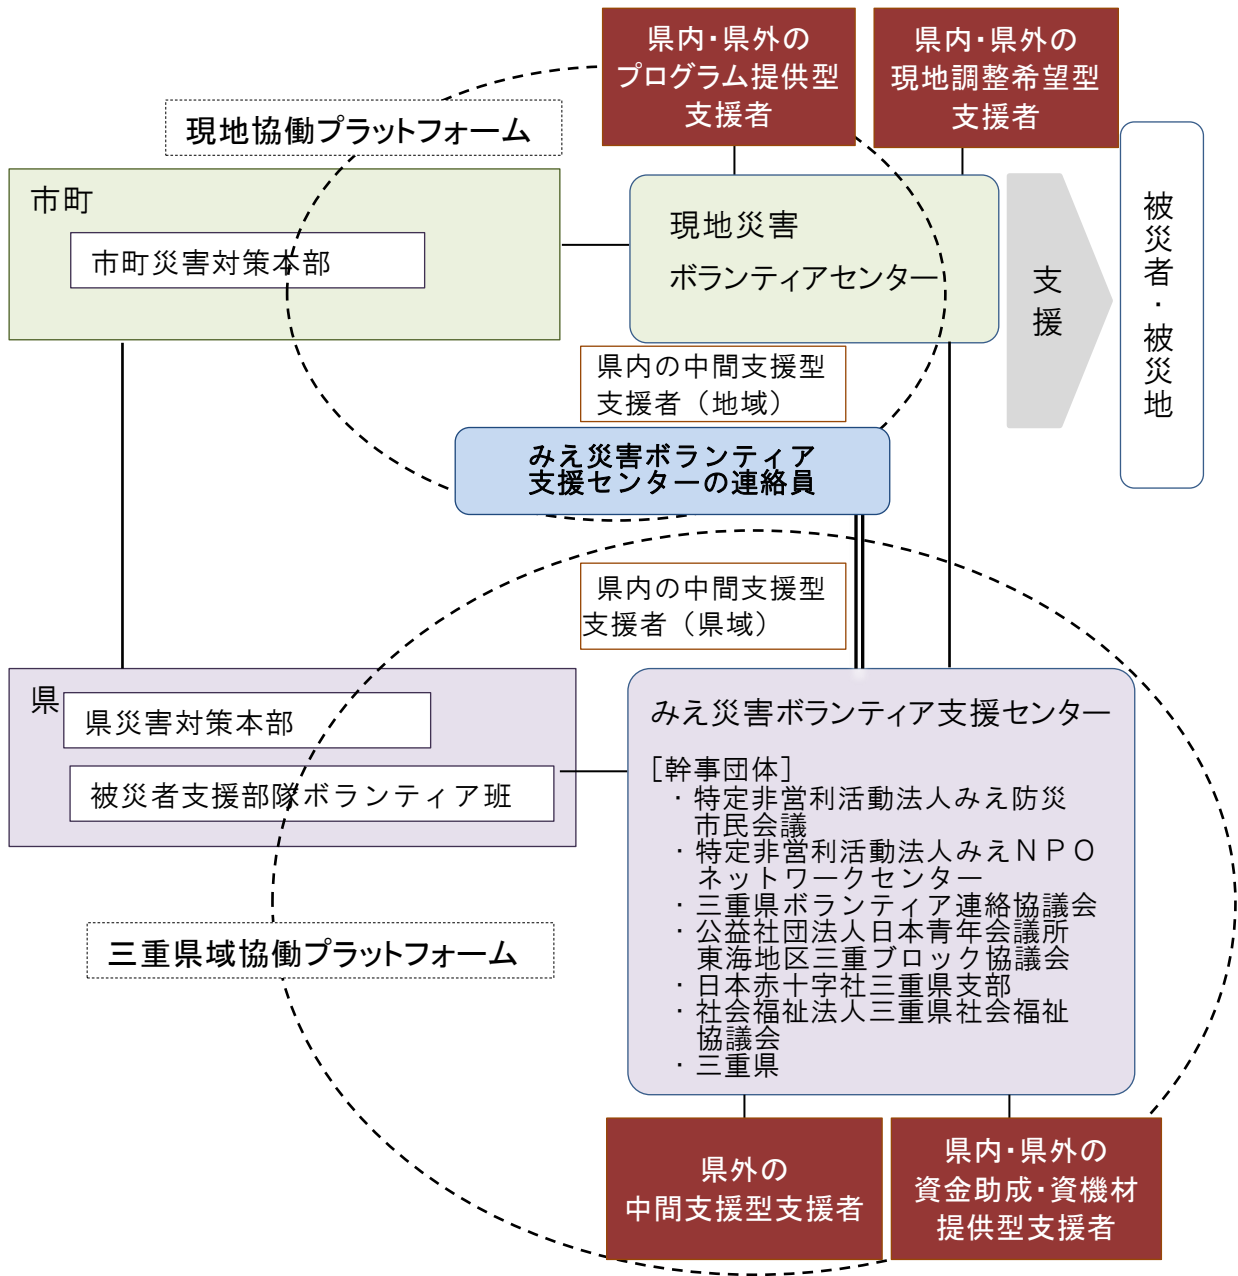 県内・県外の
プログラム提供型
支援者
県内・県外の
現地調整希望型
支援者
現地協働プラットフォーム
市町
市町災害対策本部
現地災害
ボランティアセンター
支援
被災者・被災地
県内の中間支援型
支援者（地域）
みえ災害ボランティア
支援センターの連絡員
県内の中間支援型
支援者（県域）
県
県災害対策本部
被災者支援部隊ボランティア班
みえ災害ボランティア支援センター
［幹事団体］
・特定非営利活動法人みえ防災
市民会議
・特定非営利活動法人みえＮＰＯ
ネットワークセンター
・三重県ボランティア連絡協議会
・公益社団法人日本青年会議所
東海地区三重ブロック協議会
・日本赤十字社三重県支部
・社会福祉法人三重県社会福祉
協議会
・三重県
三重県域協働プラットフォーム
県外の
中間支援型支援者
県内・県外の
資金助成・資機材
提供型支援者